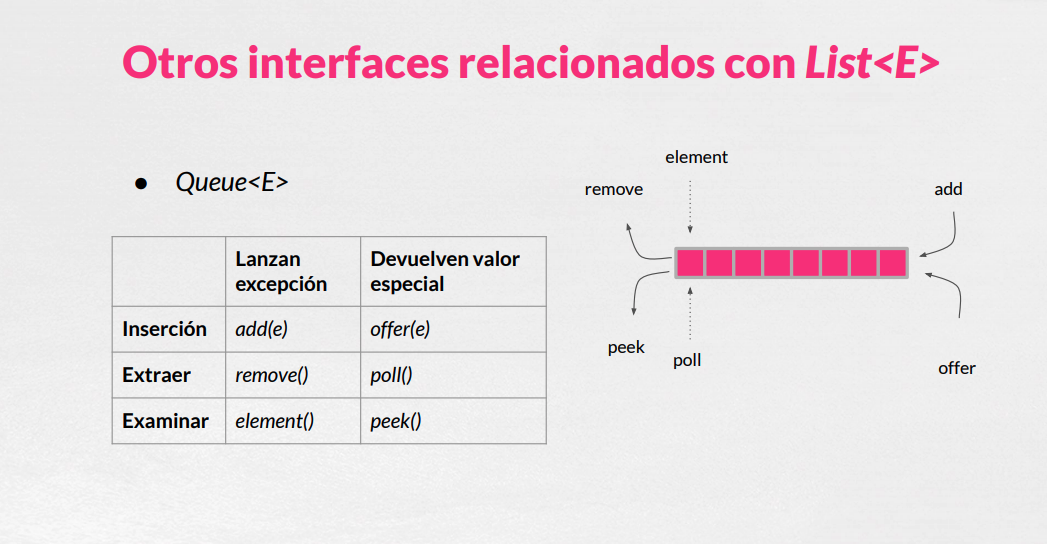 Otros interfaces relacionados con List<E>
● Queue<E>
Lanzan excepción
Devuelven valor especial
Inserción add(e) offer(e)
Extraer remove() poll()
Examinar element() peek()
element
remove
add
peek
poll
offer